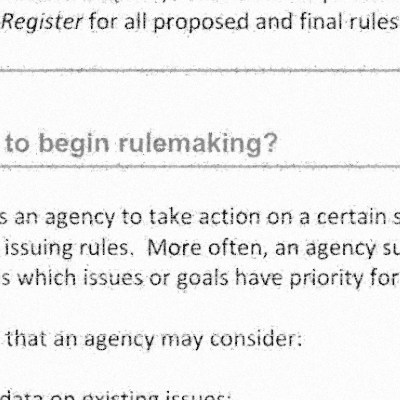 Register for all proposed and final rules
to begin rulemaking?
s an agency to take action on a certain s
issuing rules.  More often, an agency su
s which issues or goals have priority for
that an agency may consider:
data on existing issues: